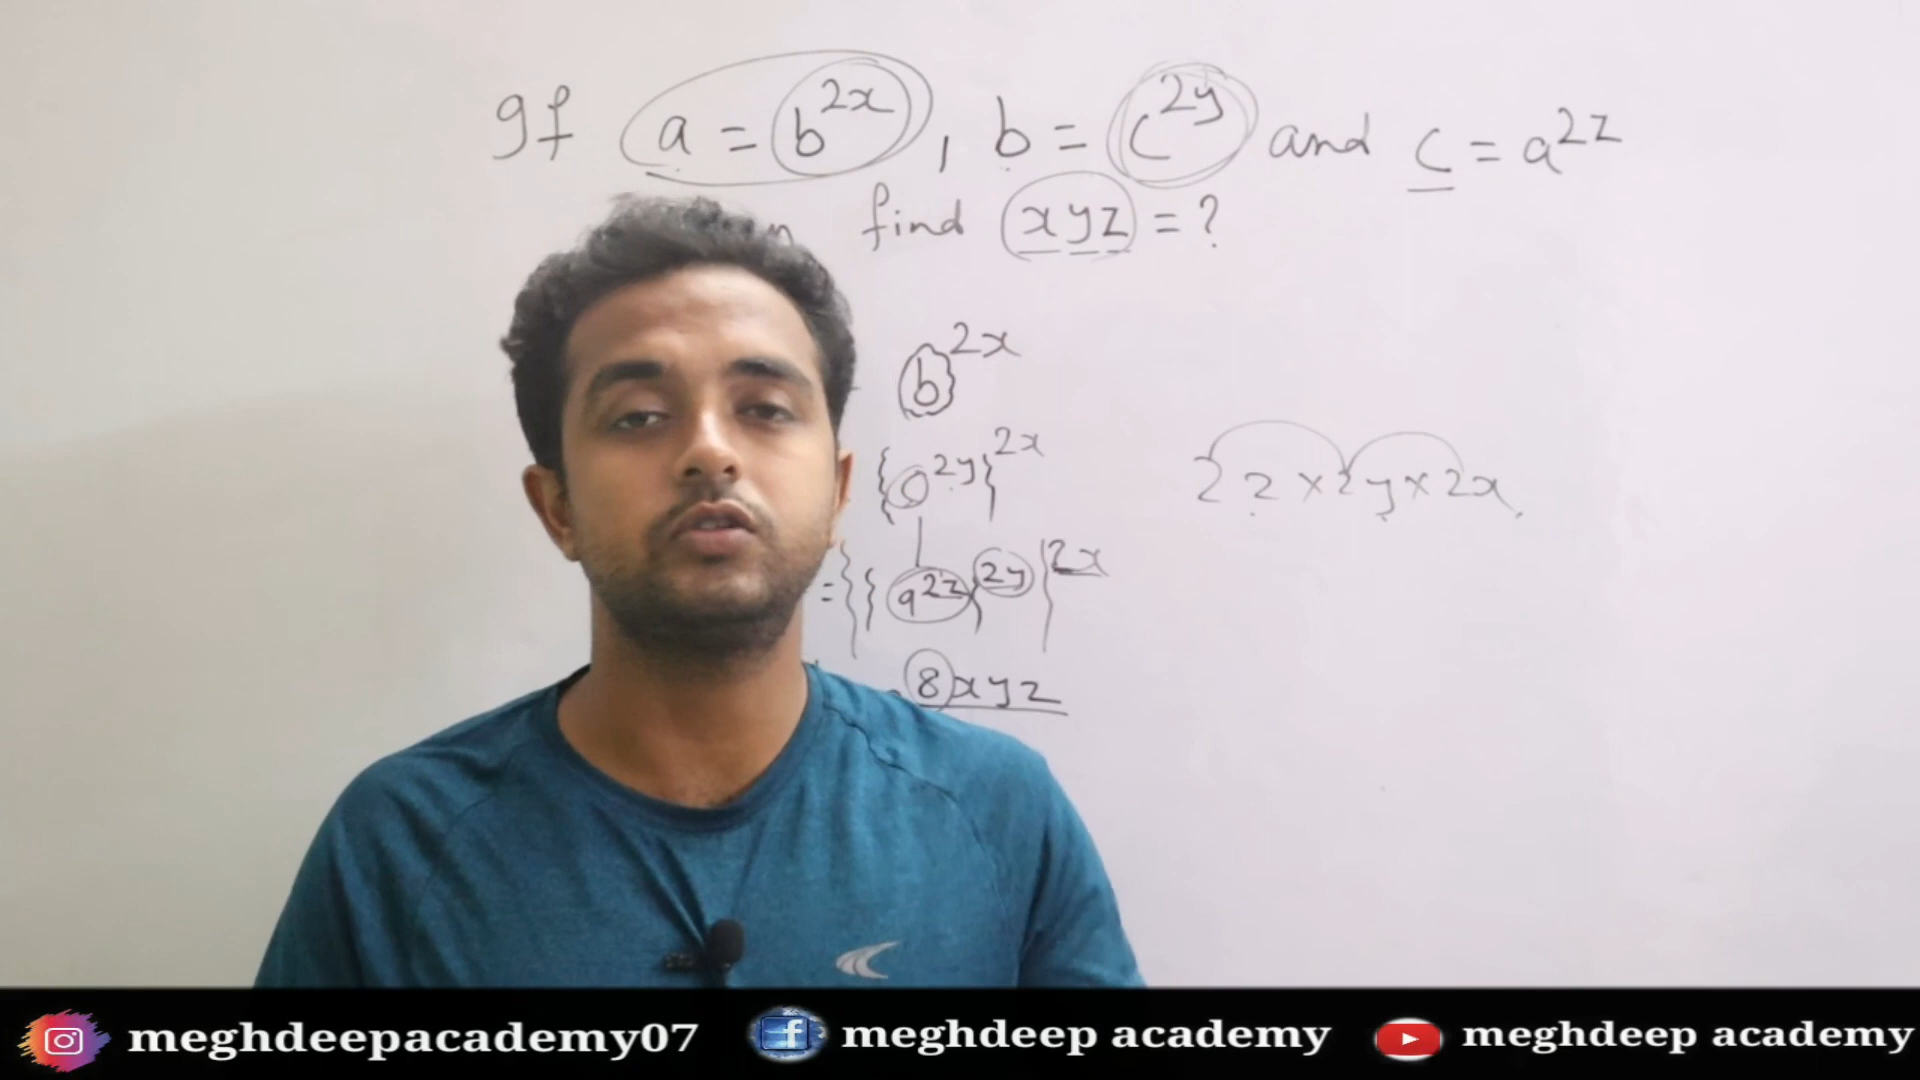 If a = b^2x, b = c^2y and c = a^2z
find xyz = ?
b^2x
{c^2y}^2x
2z×2y×2x
= {{a^2z}^2y}^2x
8xyz
meghdeepacademy07 f meghdeep academy meghdeep academy